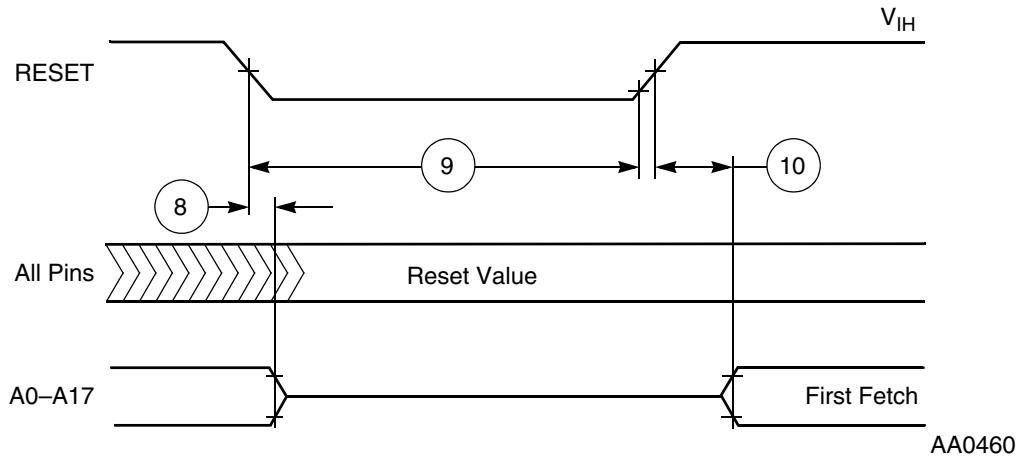 V_IH
RESET
9
10
8
All Pins
Reset Value
A0–A17
First Fetch
AA0460